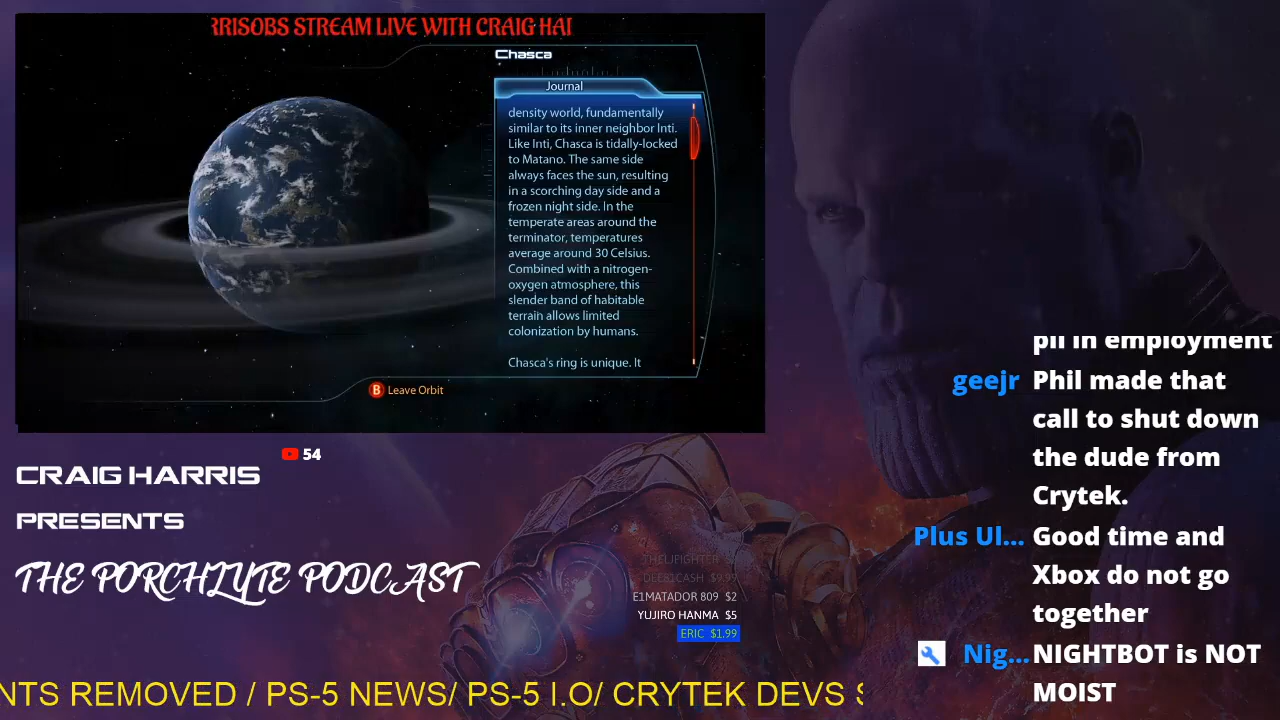 RRISOBS STREAM LIVE WITH CRAIG HAI
Chasca
Journal
density world, fundamentally
similar to its inner neighbor Inti.
Like Inti, Chasca is tidally-locked
to Matano. The same side
always faces the sun, resulting
in a scorching day side and a
frozen night side. In the
temperate areas around the
terminator, temperatures
average around 30 Celsius.
Combined with a nitrogen-
oxygen atmosphere, this
slender band of habitable
terrain allows limited
colonization by humans.
Chasca's ring is unique. It
B Leave Orbit
54
CRAIG HARRIS
PRESENTS
THE PORCHLYTE PODCAST
DEEBTCASH $9.99
E1MATADOR 809 $2
YUJIRO HANMA $5
ERIC $1.99
NTS REMOVED / PS-5 NEWS/ PS-5 I.O/ CRYTEK DEVS S
pil in employment
geejr Phil made that
call to shut down
the dude from
Crytek.
Plus Ul... Good time and
Xbox do not go
together
Nig... NIGHTBOT is NOT
MOIST